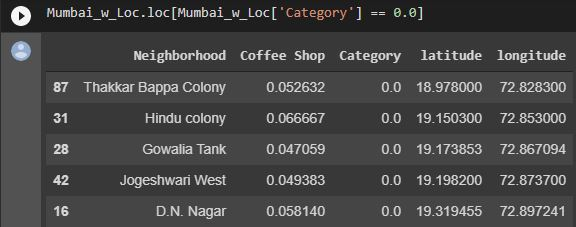 Mumbai_w_Loc.loc[Mumbai_w_Loc['Category'] == 0.0]
Neighborhood Coffee Shop Category latitude longitude
87 Thakkar Bappa Colony 0.052632 0.0 18.978000 72.828300
31 Hindu colony 0.066667 0.0 19.150300 72.853000
28 Gowalia Tank 0.047059 0.0 19.173853 72.867094
42 Jogeshwari West 0.049383 0.0 19.198200 72.873700
16 D.N. Nagar 0.058140 0.0 19.319455 72.897241